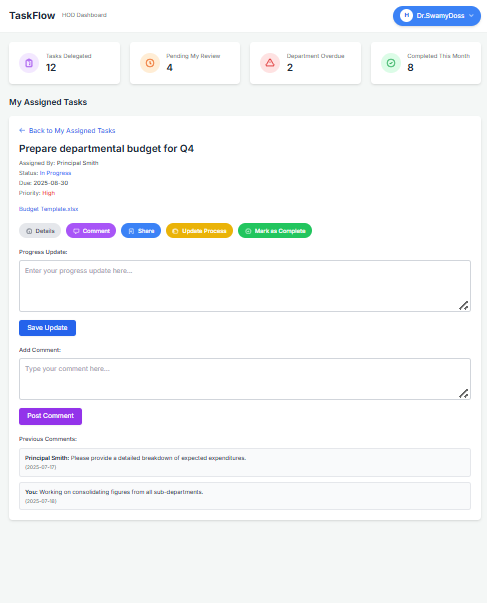 TaskFlow HOD Dashboard
H Dr.SwamyDoss
Tasks Delegated
12
Pending My Review
4
Department Overdue
2
Completed This Month
8
My Assigned Tasks
← Back to My Assigned Tasks
Prepare departmental budget for Q4
Assigned By: Principal Smith
Status: In Progress
Due: 2025-08-30
Priority: High
Budget Template.xlsx
Details Comment Share Update Process Mark as Complete
Progress Update:
Enter your progress update here...
Save Update
Add Comment:
Type your comment here...
Post Comment
Previous Comments:
Principal Smith: Please provide a detailed breakdown of expected expenditures.
(2025-07-17)
You: Working on consolidating figures from all sub-departments.
(2025-07-18)